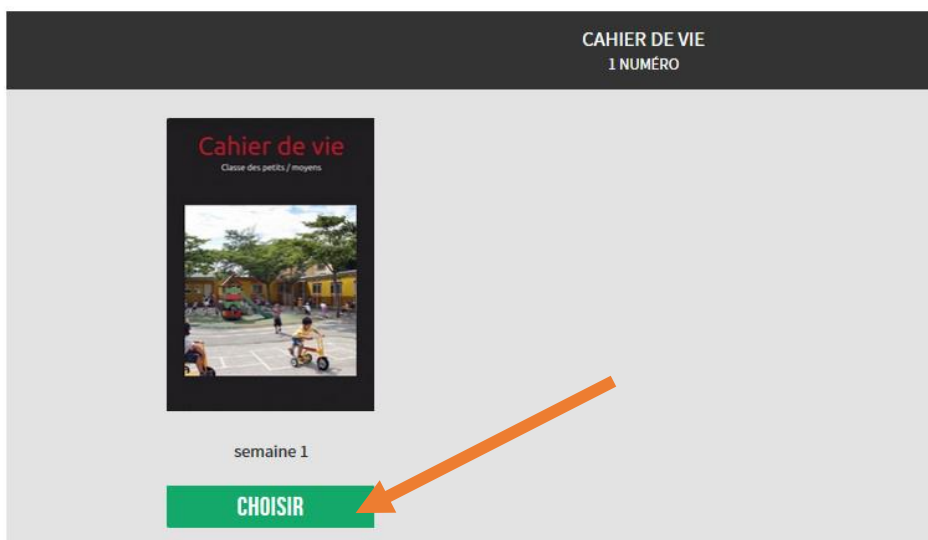 CAHIER DE VIE
1 NUMÉRO
Cahier de vie
Classe des petits / moyens
semaine 1
CHOISIR